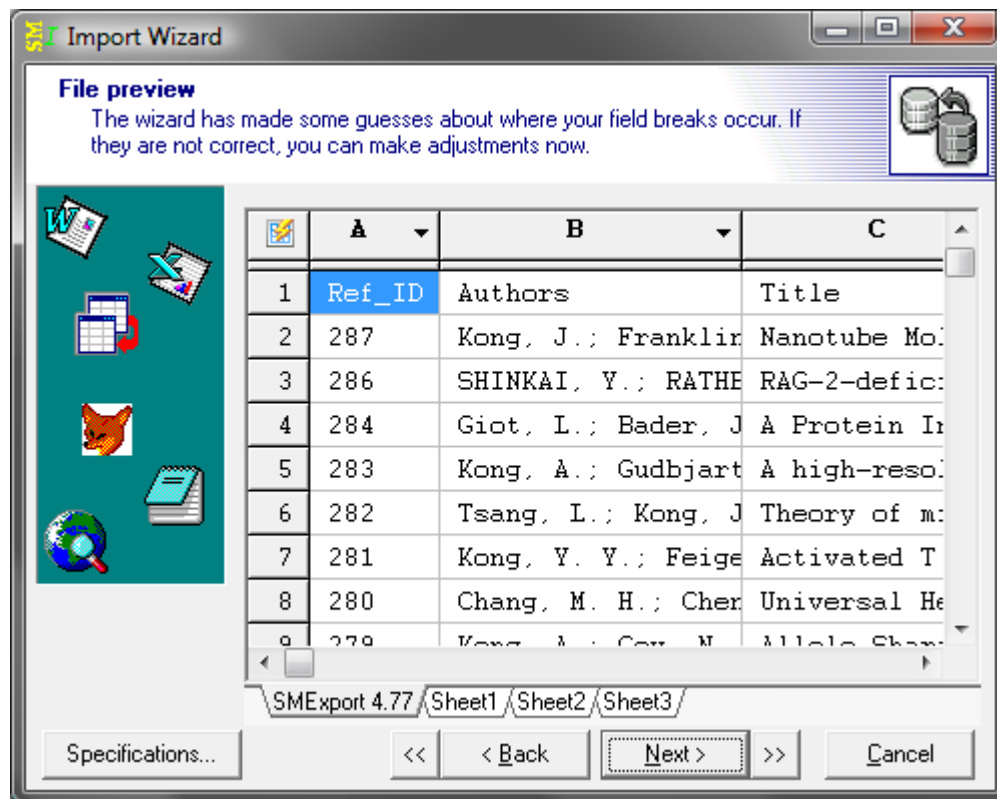 SMI Import Wizard
File preview
The wizard has made some guesses about where your field breaks occur. If
they are not correct, you can make adjustments now.
A B C
1 Ref_ID Authors Title
2 287 Kong, J.; Franklin Nanotube
3 286 SHINKAI, Y.; RAG-2-defic
4 284 Giot, L.; Bader, J A Protein
5 283 Kong, A.; Gudbjart A high-reso
6 282 Tsang, L.; Kong, J Theory of
7 281 Kong, Y. Y.; Feige Activated T
8 280 Chang, M. H.; Universal
9 279
SMExport 4.77 Sheet1 Sheet2 Sheet3
Specifications... << < Back Next > >> Cancel